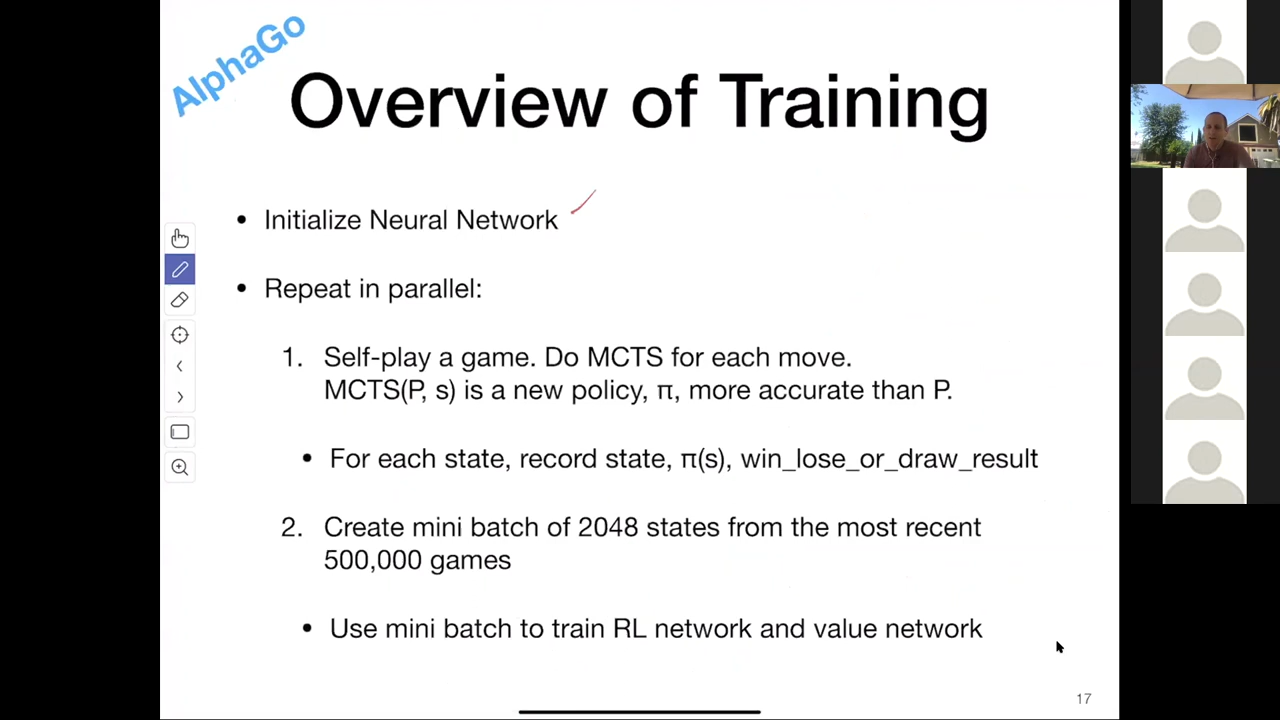 AlphaGo
Overview of Training
• Initialize Neural Network
• Repeat in parallel:
1. Self-play a game. Do MCTS for each move.
MCTS(P, s) is a new policy, π, more accurate than P.
• For each state, record state, π(s), win_lose_or_draw_result
2. Create mini batch of 2048 states from the most recent
500,000 games
• Use mini batch to train RL network and value network
17